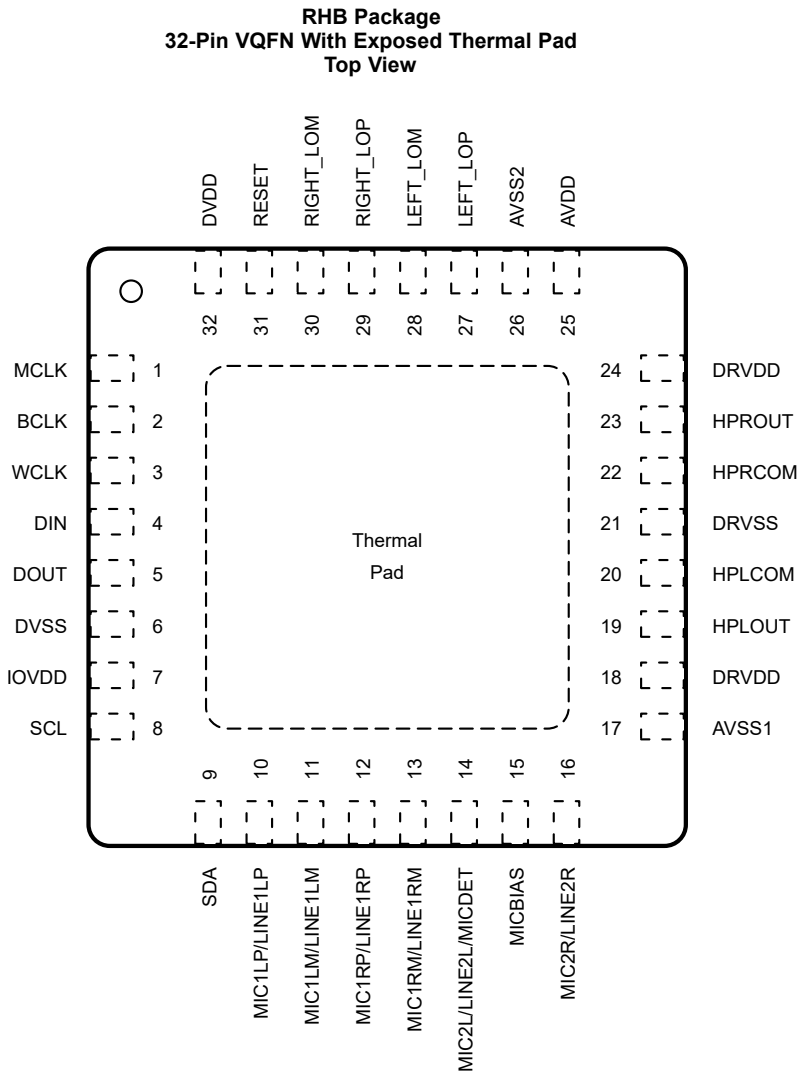 RHB Package
32-Pin VQFN With Exposed Thermal Pad
Top View
DVDD
RESET
RIGHT_LOM
RIGHT_LOP
LEFT_LOM
LEFT_LOP
AVSS2
AVDD
32
31
30
29
28
27
26
25
MCLK 1
BCLK 2
WCLK 3
DIN 4
DOUT 5
DVSS 6
IOVDD 7
SCL 8
Thermal
Pad
24 DRVDD
23 HPROUT
22 HPRCOM
21 DRVSS
20 HPLCOM
19 HPLOUT
18 DRVDD
17 AVSS1
9
10
11
12
13
14
15
16
SDA
MIC1LP/LINE1LP
MIC1LM/LINE1LM
MIC1RP/LINE1RP
MIC1RM/LINE1RM
MIC2L/LINE2L/MICDET
MICBIAS
MIC2R/LINE2R